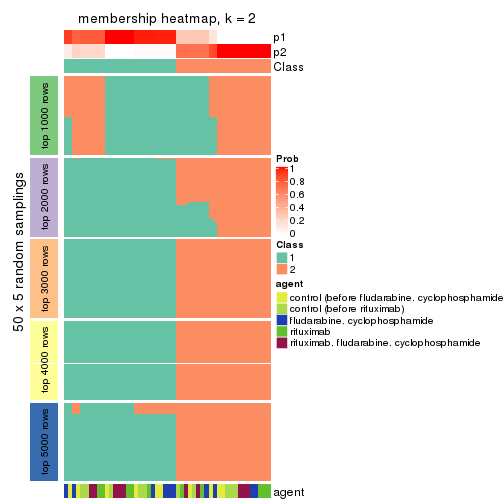 membership heatmap, k = 2
p1
p2
Class
50 x 5 random samplings
top 1000 rows
top 2000 rows
top 3000 rows
top 4000 rows
top 5000 rows
Prob
1
0.8
0.6
0.4
0.2
0
Class
1
2
agent
control (before fludarabine. cyclophosphamide
control (before rituximab)
fludarabine. cyclophosphamide
rituximab
rituximab. fludarabine. cyclophosphamide
agent